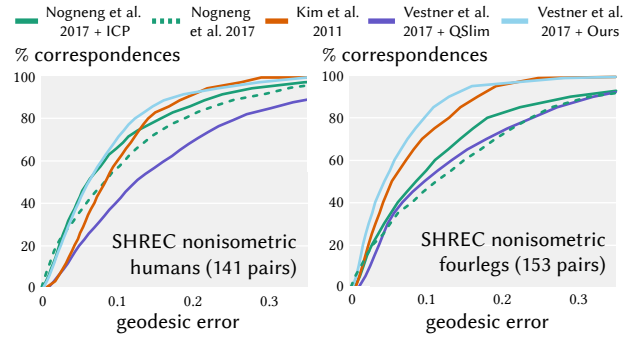 Nogneng et al. 2017 + ICP
Nogneng et al. 2017
Kim et al. 2011
Vestner et al. 2017 + QSlim
Vestner et al. 2017 + Ours
% correspondences
100
80
60
40
20
0
0
0.1
0.2
0.3
SHREC nonisometric
humans (141 pairs)
geodesic error
% correspondences
100
80
60
40
20
0
0
0.1
0.2
0.3
SHREC nonisometric
fourlegs (153 pairs)
geodesic error